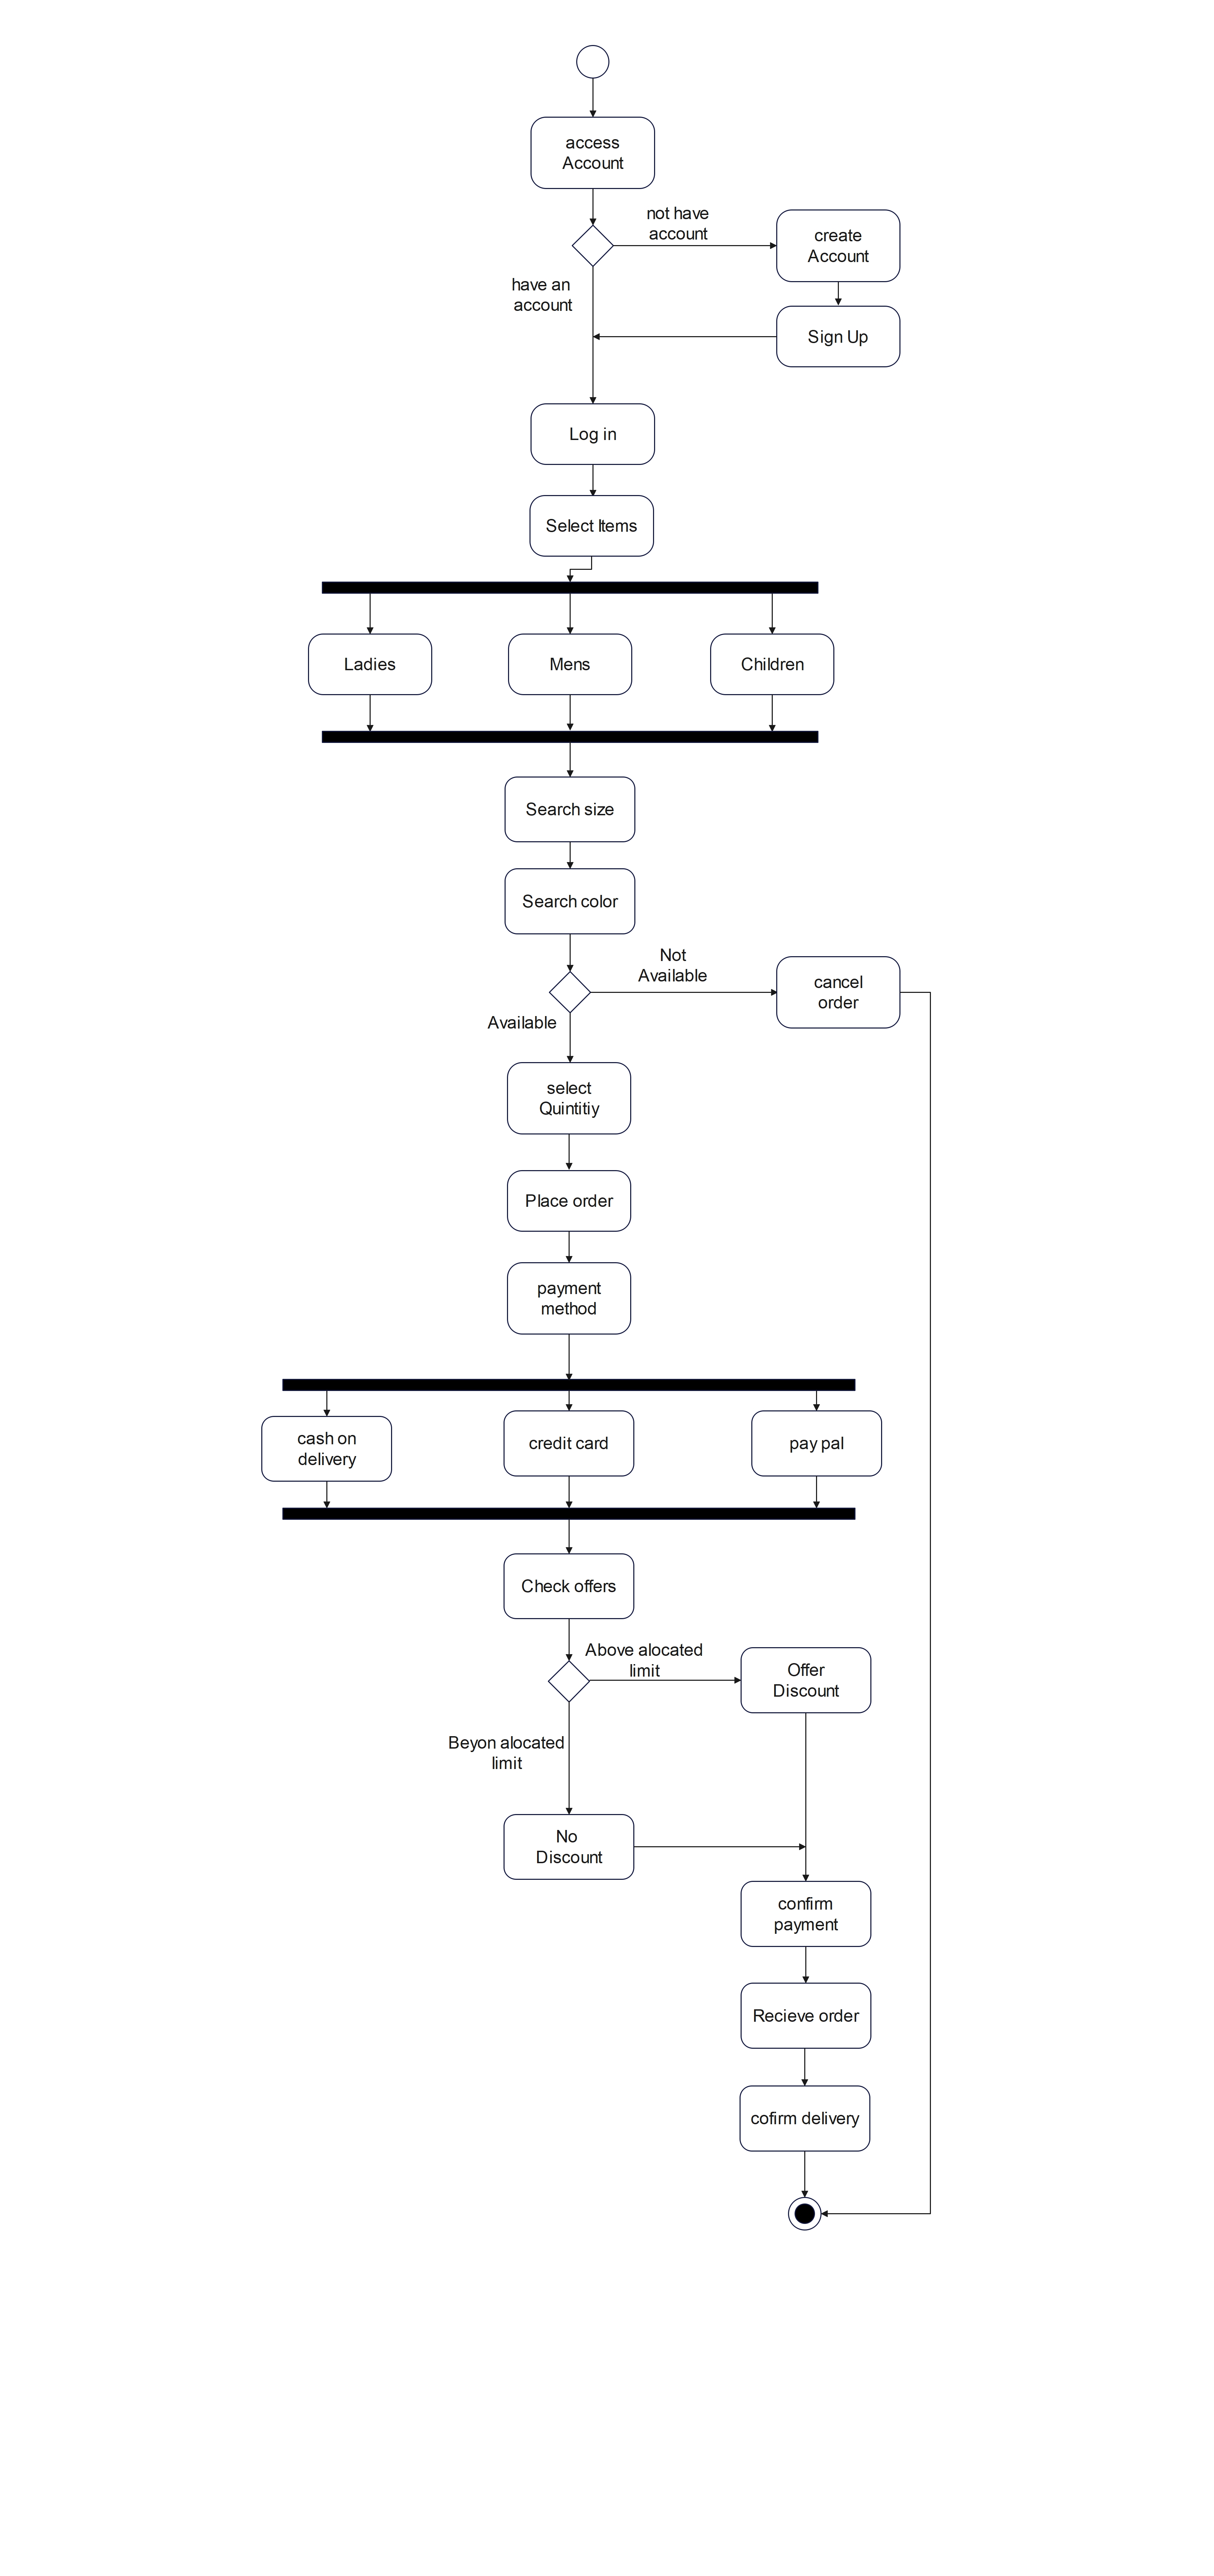 access
Account
not have
account
create
Account
have an
account
Sign Up
Log in
Select Items
Ladies
Mens
Children
Search size
Search color
Not
Available
cancel
order
Available
select
Quintitiy
Place order
payment
method
cash on
delivery
credit card
pay pal
Check offers
Above alocated
limit
Offer
Discount
Beyon alocated
limit
No
Discount
confirm
payment
Recieve order
cofirm delivery